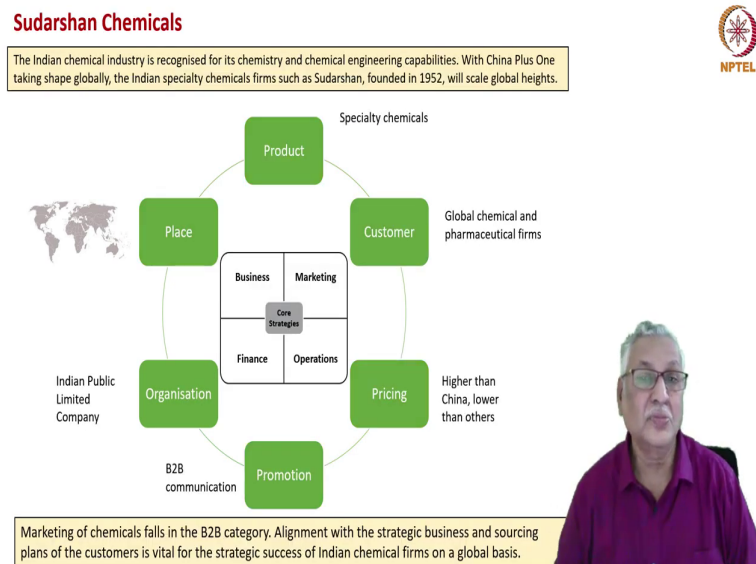 Sudarshan Chemicals
NPTEL
The Indian chemical industry is recognised for its chemistry and chemical engineering capabilities. With China Plus One
taking shape globally, the Indian specialty chemicals firms such as Sudarshan, founded in 1952, will scale global heights.
Specialty chemicals
Product
Place
Customer
Global chemical and
pharmaceutical firms
Business
Marketing
Core
Strategies
Finance
Operations
Indian Public
Limited
Company
Organisation
Pricing
Higher than
China, lower
than others
B2B
communication
Promotion
Marketing of chemicals falls in the B2B category. Alignment with the strategic business and sourcing
plans of the customers is vital for the strategic success of Indian chemical firms on a global basis.